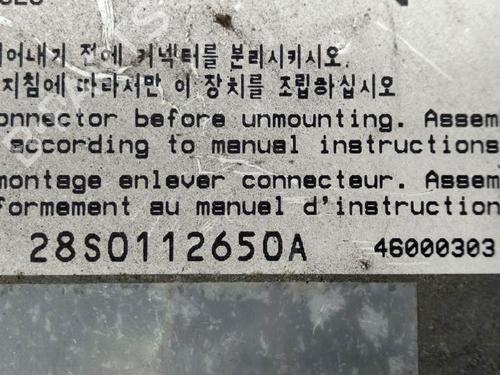 어내기 전에 커넥터를 분리시키시오.
지침에 따라서만 이 장치를 조립하십시오
onnector before unmounting. Assem
according to manual instructions
montage enlever connecteur. Assem
formement au manuel d'instruction
28S0112650A 46000303